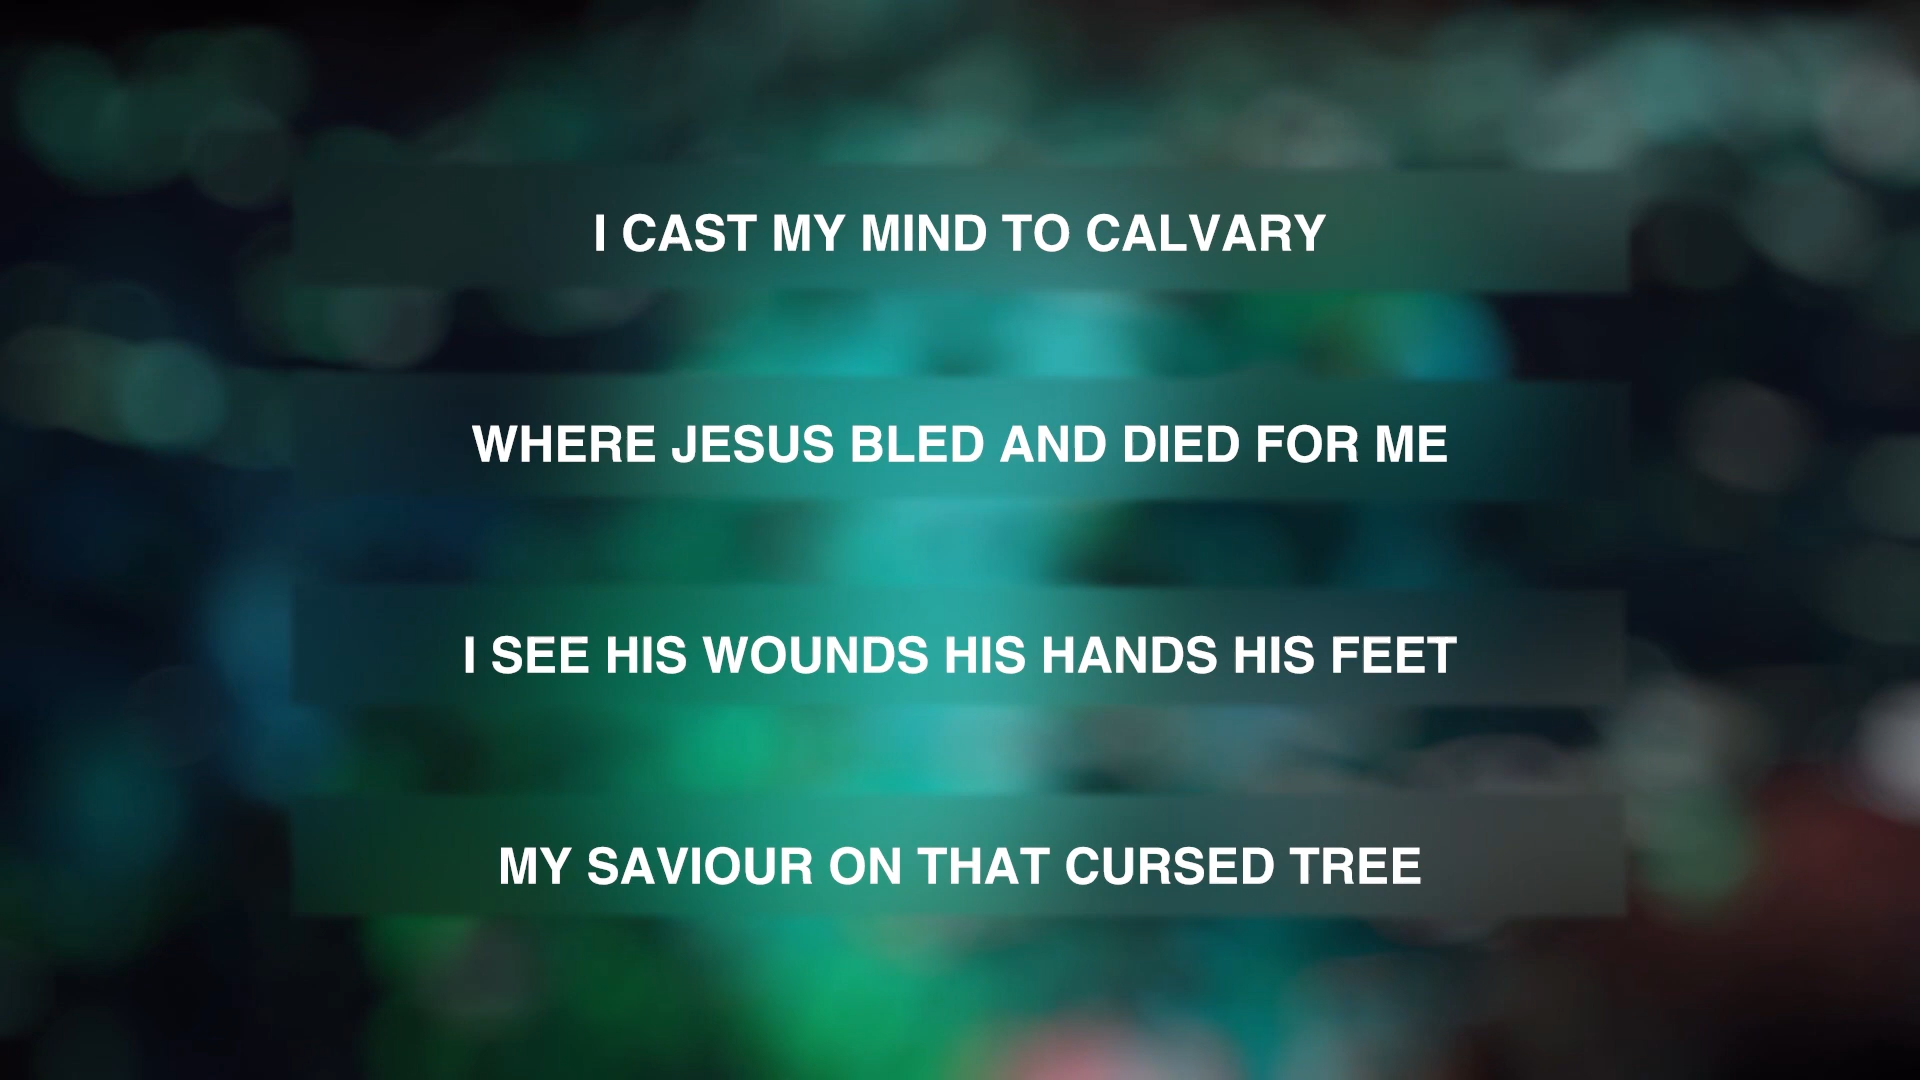 I CAST MY MIND TO CALVARY
WHERE JESUS BLED AND DIED FOR ME
I SEE HIS WOUNDS HIS HANDS HIS FEET
MY SAVIOUR ON THAT CURSED TREE